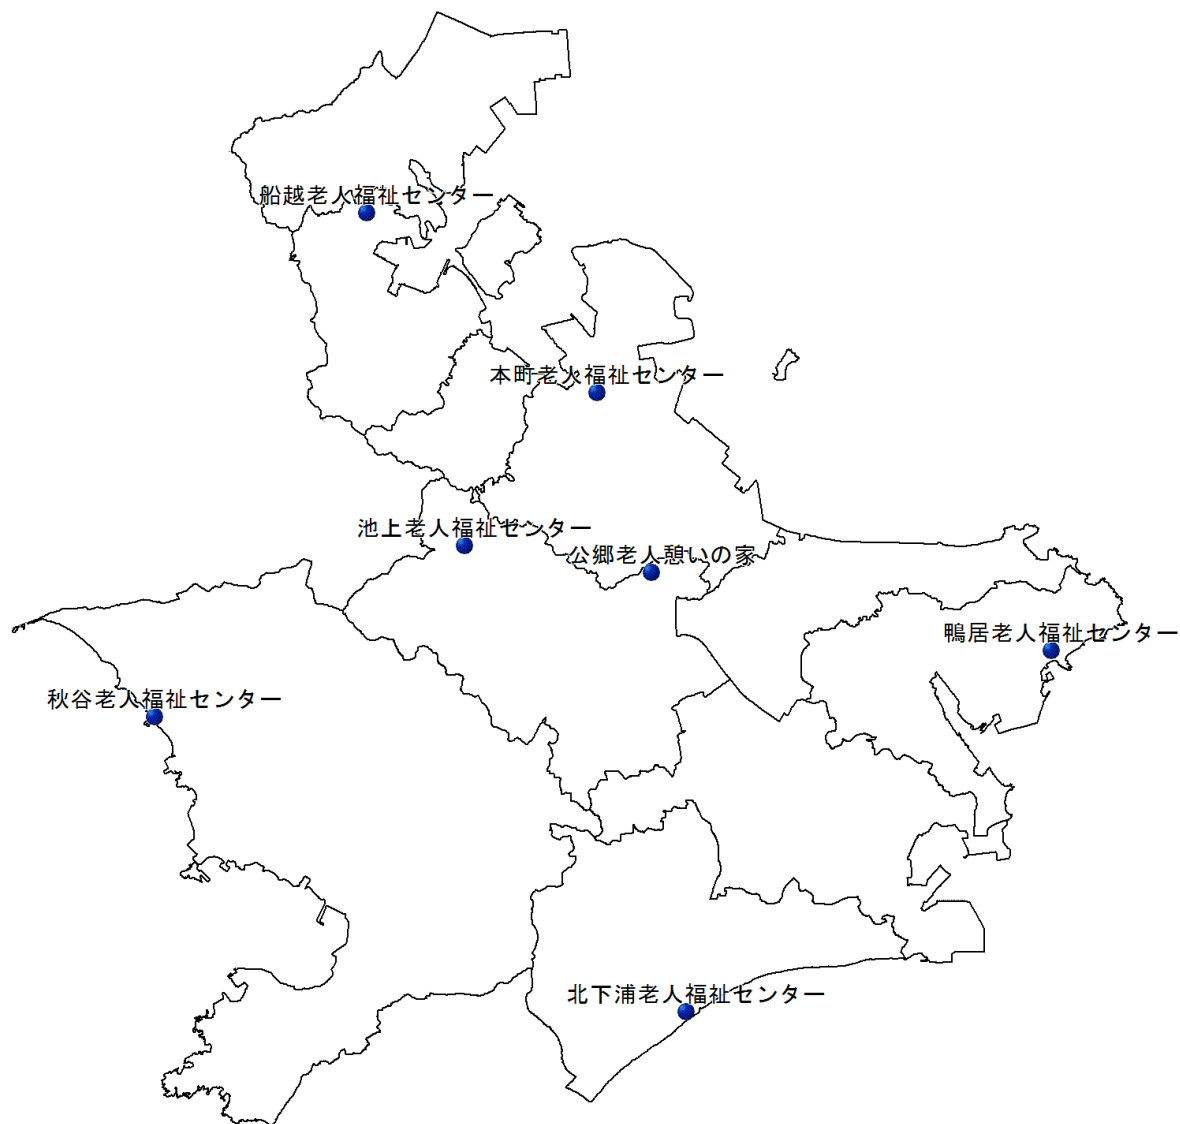 船越老人福祉センター
本町老人福祉センター
池上老人福祉センター
公郷老人憩いの家
鴨居老人福祉センター
秋谷老人福祉センター
北下浦老人福祉センター